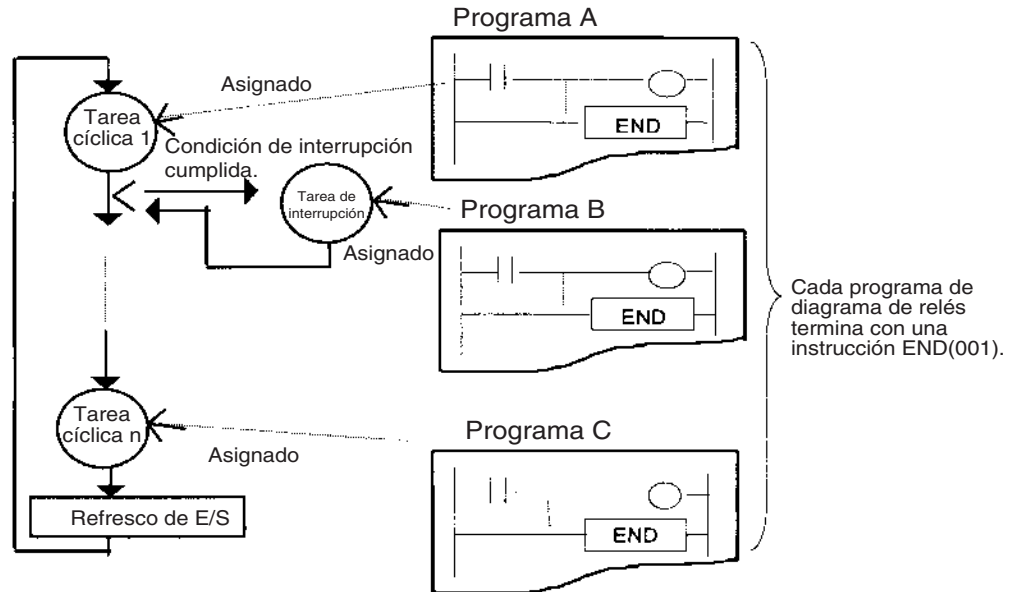 Programa A
Asignado
END
Tarea
cíclica 1
Condición de interrupción
cumplida.
Tarea de
interrupción
Programa B
Asignado
END
Cada programa de
diagrama de relés
termina con una
instrucción END(001).
Tarea
cíclica n
Programa C
Asignado
END
Refresco de E/S